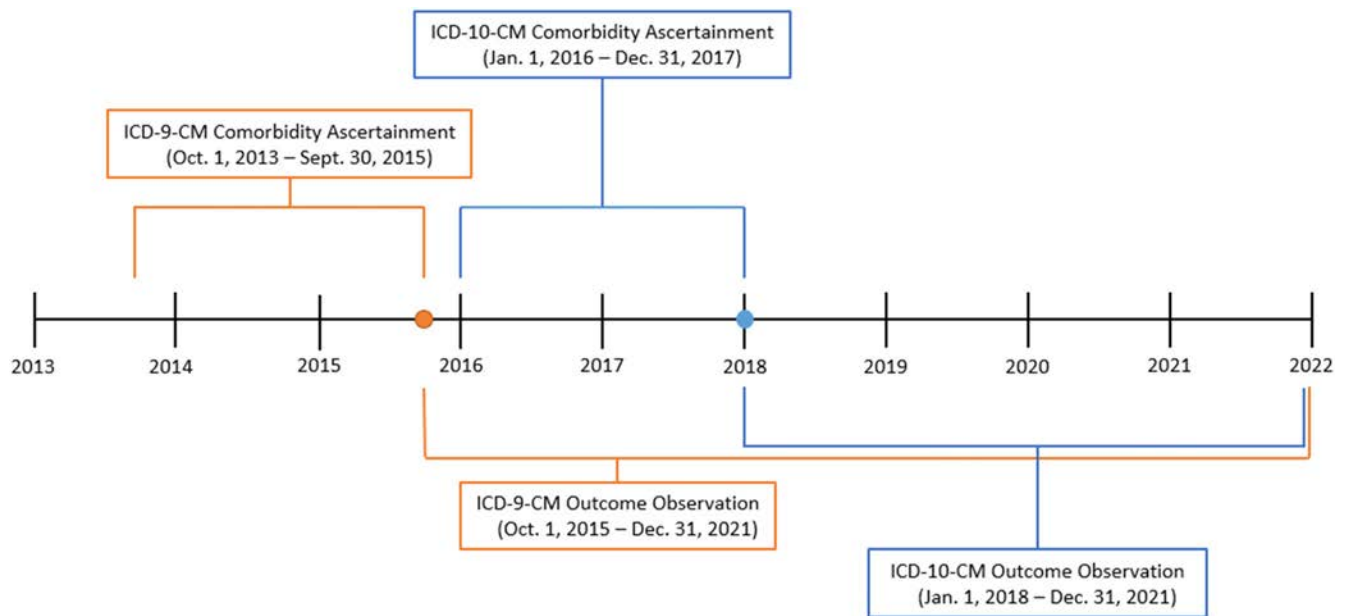 ICD-10-CM Comorbidity Ascertainment
(Jan. 1, 2016 – Dec. 31, 2017)
ICD-9-CM Comorbidity Ascertainment
(Oct. 1, 2013 – Sept. 30, 2015)
2013 2014 2015 2016 2017 2018 2019 2020 2021 2022
ICD-9-CM Outcome Observation
(Oct. 1, 2015 – Dec. 31, 2021)
ICD-10-CM Outcome Observation
(Jan. 1, 2018 – Dec. 31, 2021)